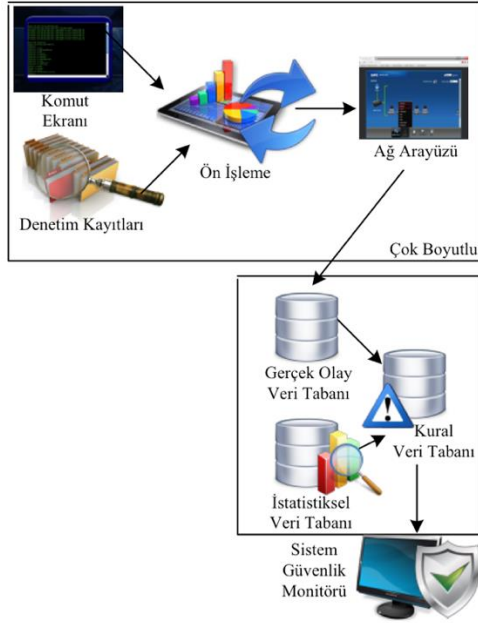 Komut
Ekranı
Ön İşleme
Ağ Arayüzü
Denetim Kayıtları
Çok Boyutlu
Gerçek Olay
Veri Tabanı
Kural
Veri Tabanı
İstatistiksel
Veri Tabanı
Sistem
Güvenlik
Monitörü